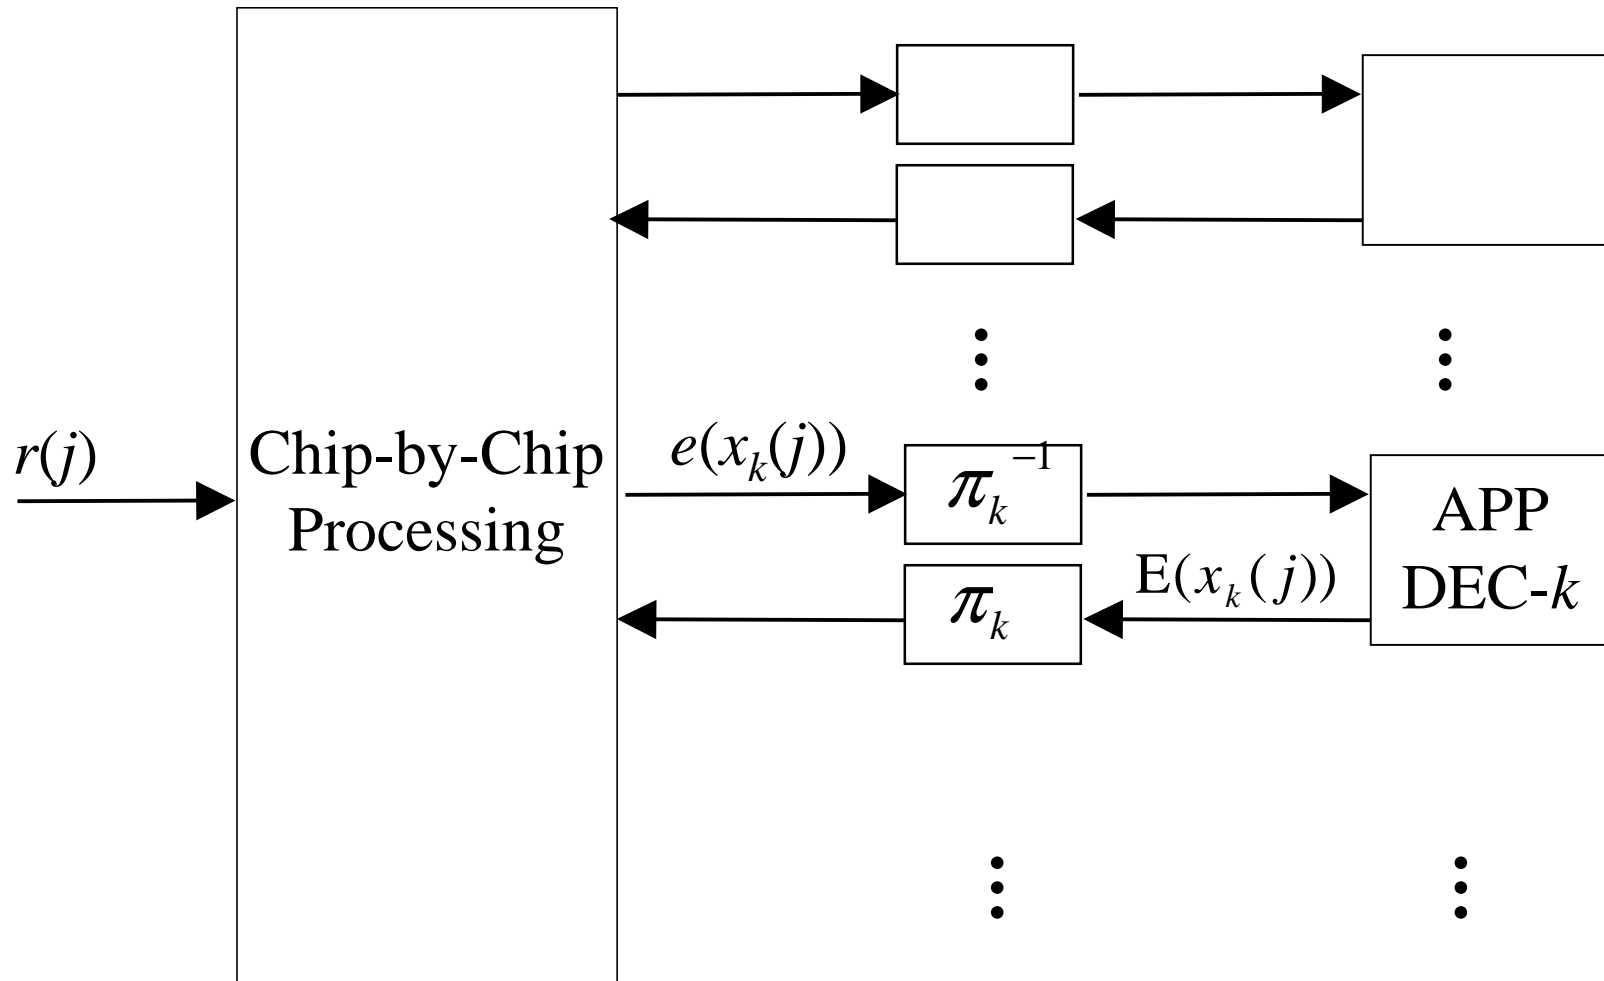 r(j)
Chip-by-Chip
Processing
e(x_k(j))
π_k^{-1}
π_k
E(x_k(j))
APP
DEC-k